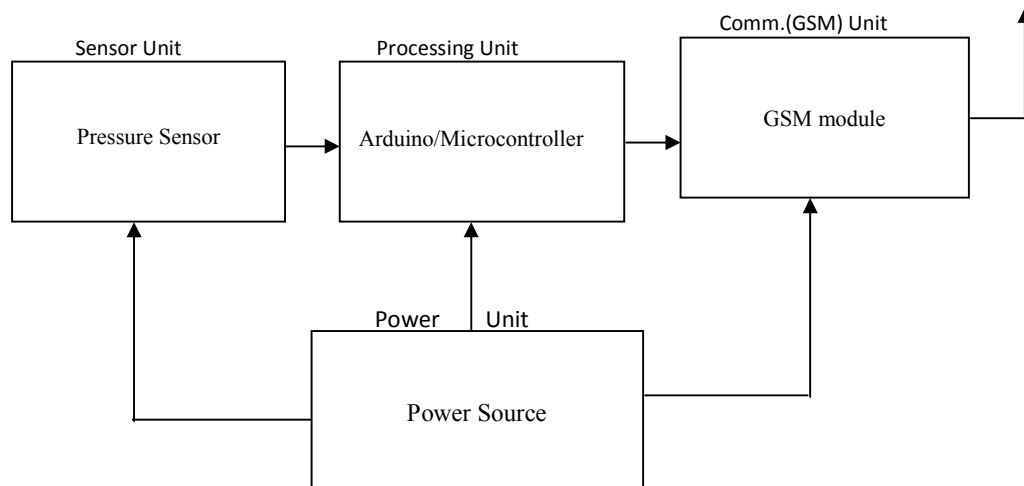 Sensor Unit
Processing Unit
Comm.(GSM) Unit
Pressure Sensor
Arduino/Microcontroller
GSM module
Power Unit
Power Source